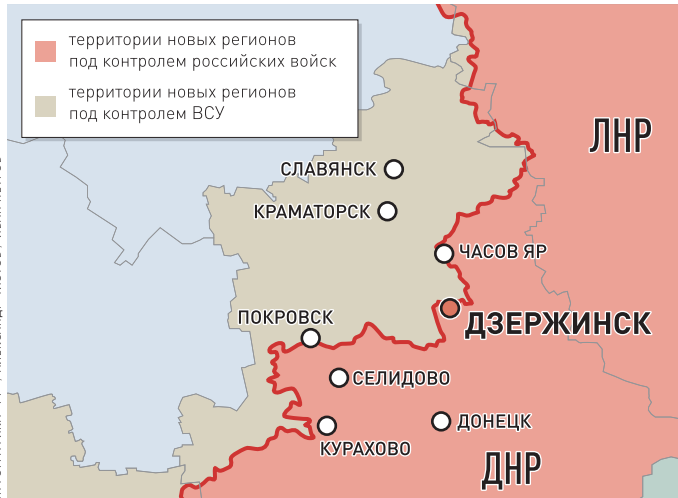 территории новых регионов
под контролем российских войск
территории новых регионов
под контролем ВСУ
ЛНР
СЛАВЯНСК
КРАМАТОРСК
ЧАСОВ ЯР
ПОКРОВСК
ДЗЕРЖИНСК
СЕЛИДОВО
ДОНЕЦК
КУРАХОВО
ДНР